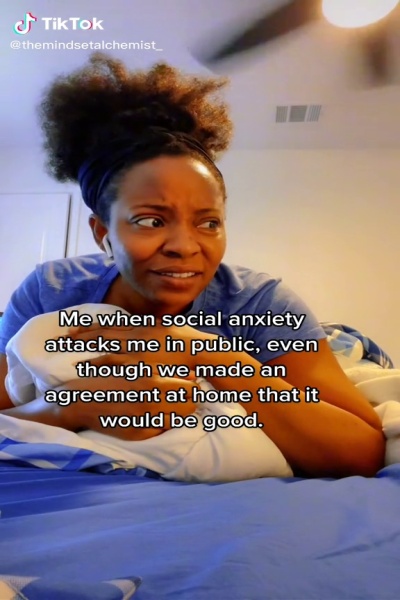 TikTok
@themindsetalchemist_
Me when social anxiety
attacks me in public, even
though we made an
agreement at home that it
would be good.